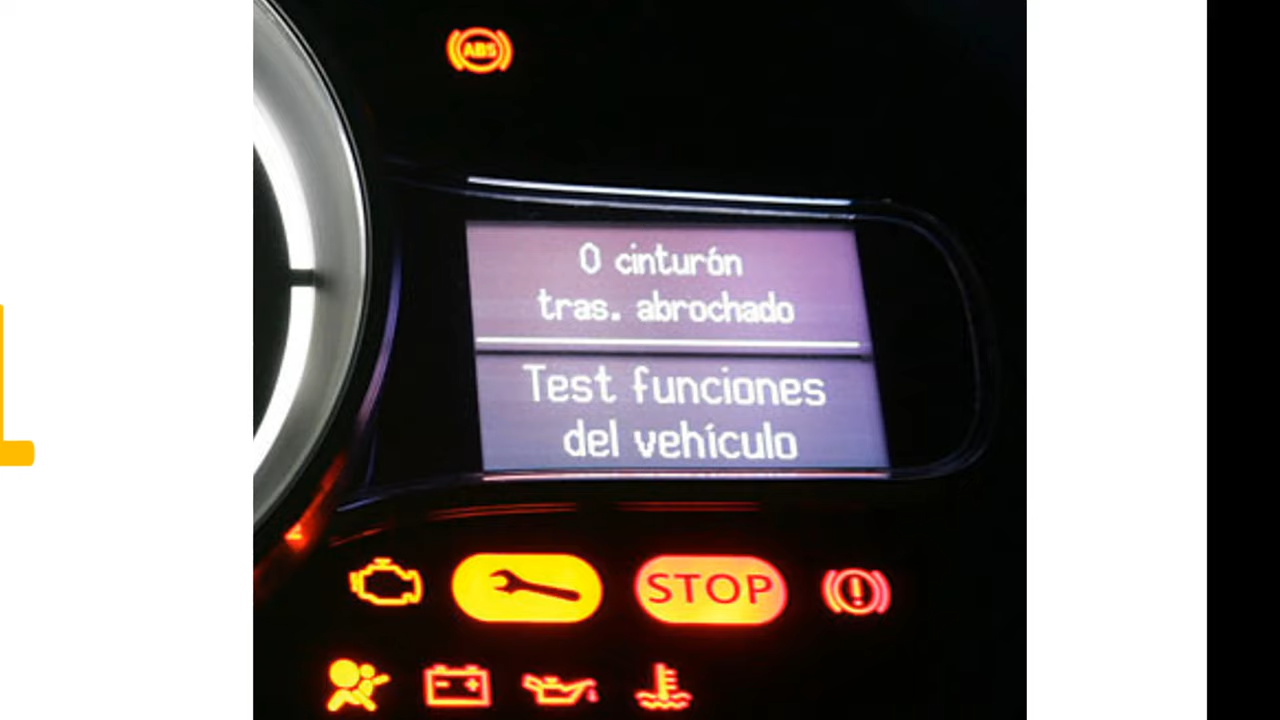 ABS
0 cinturón
tras. abrochado
Test funciones
del vehículo
STOP